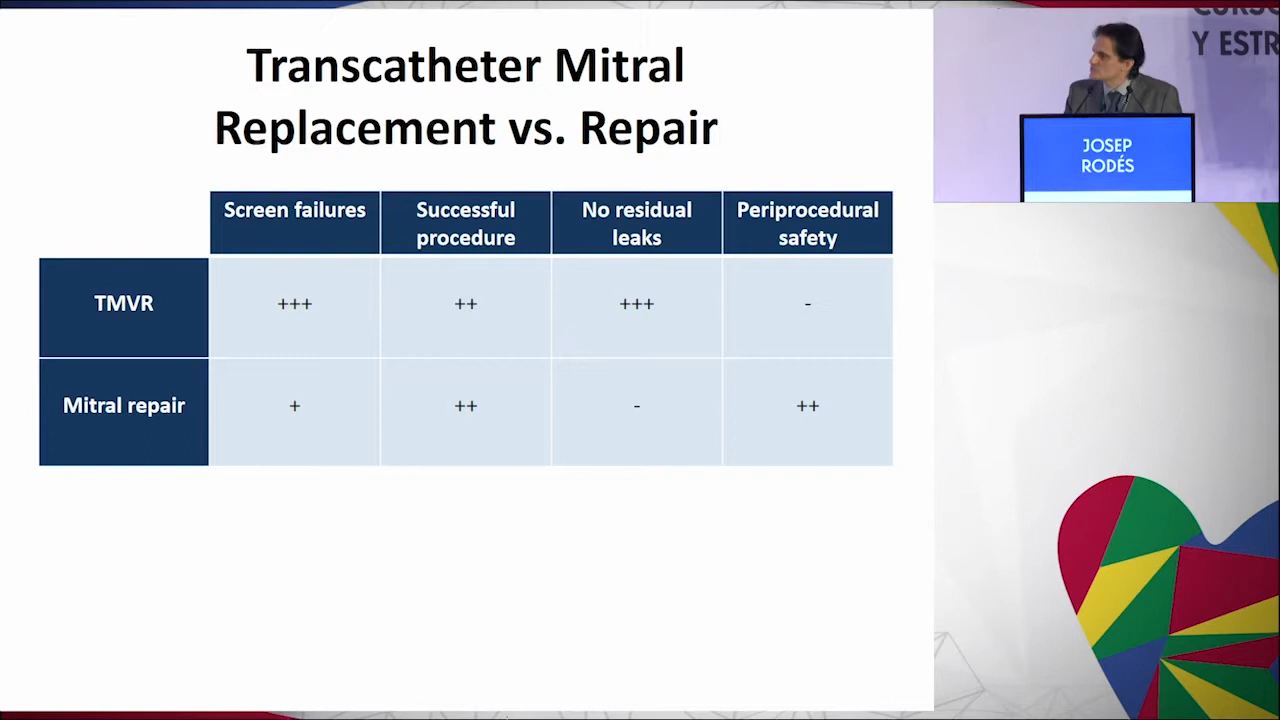 Transcatheter Mitral
Replacement vs. Repair
Screen failures
Successful
procedure
No residual
leaks
Periprocedural
safety
TMVR
+++
++
+++
-
Mitral repair
+
++
-
++
Y ESTR
JOSEP
RODÉS